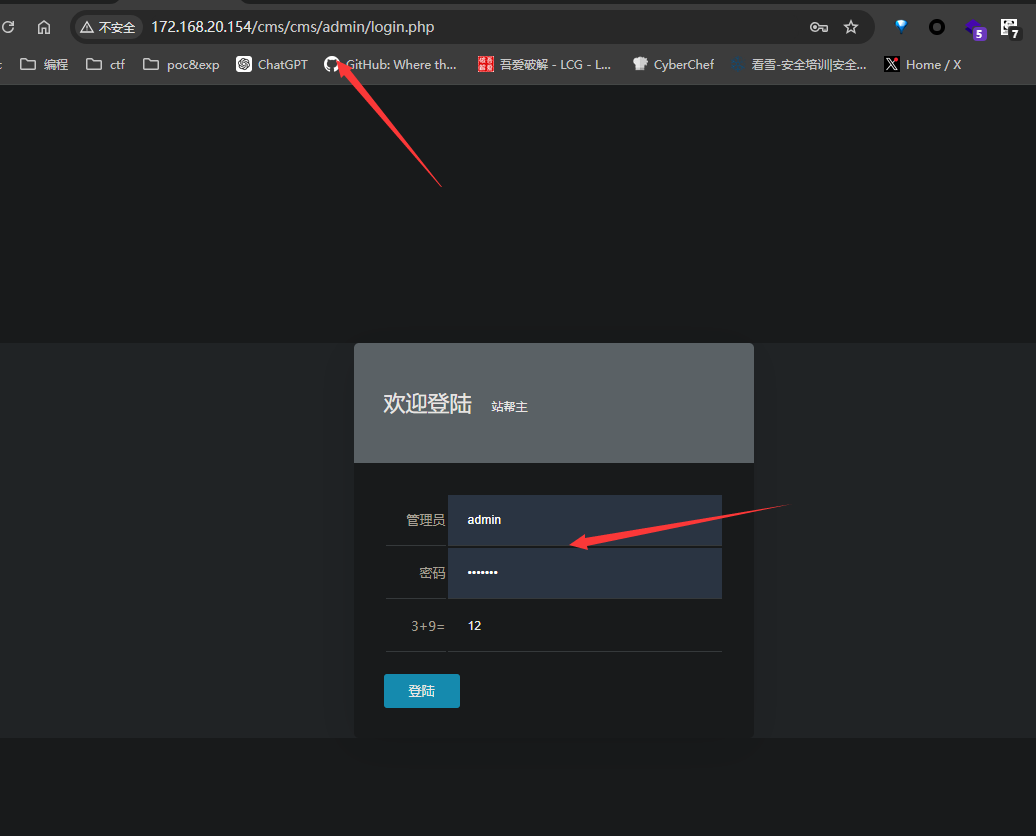 不安全 172.168.20.154/cms/cms/admin/login.php 5 7
编程 ctf poc&exp ChatGPT GitHub: Where th... 吾爱破解 - LCG - L... CyberChef 看雪-安全培训|安全... Home / X
欢迎登陆 站帮主
管理员 admin
密码 •••••••
3+9= 12
登陆